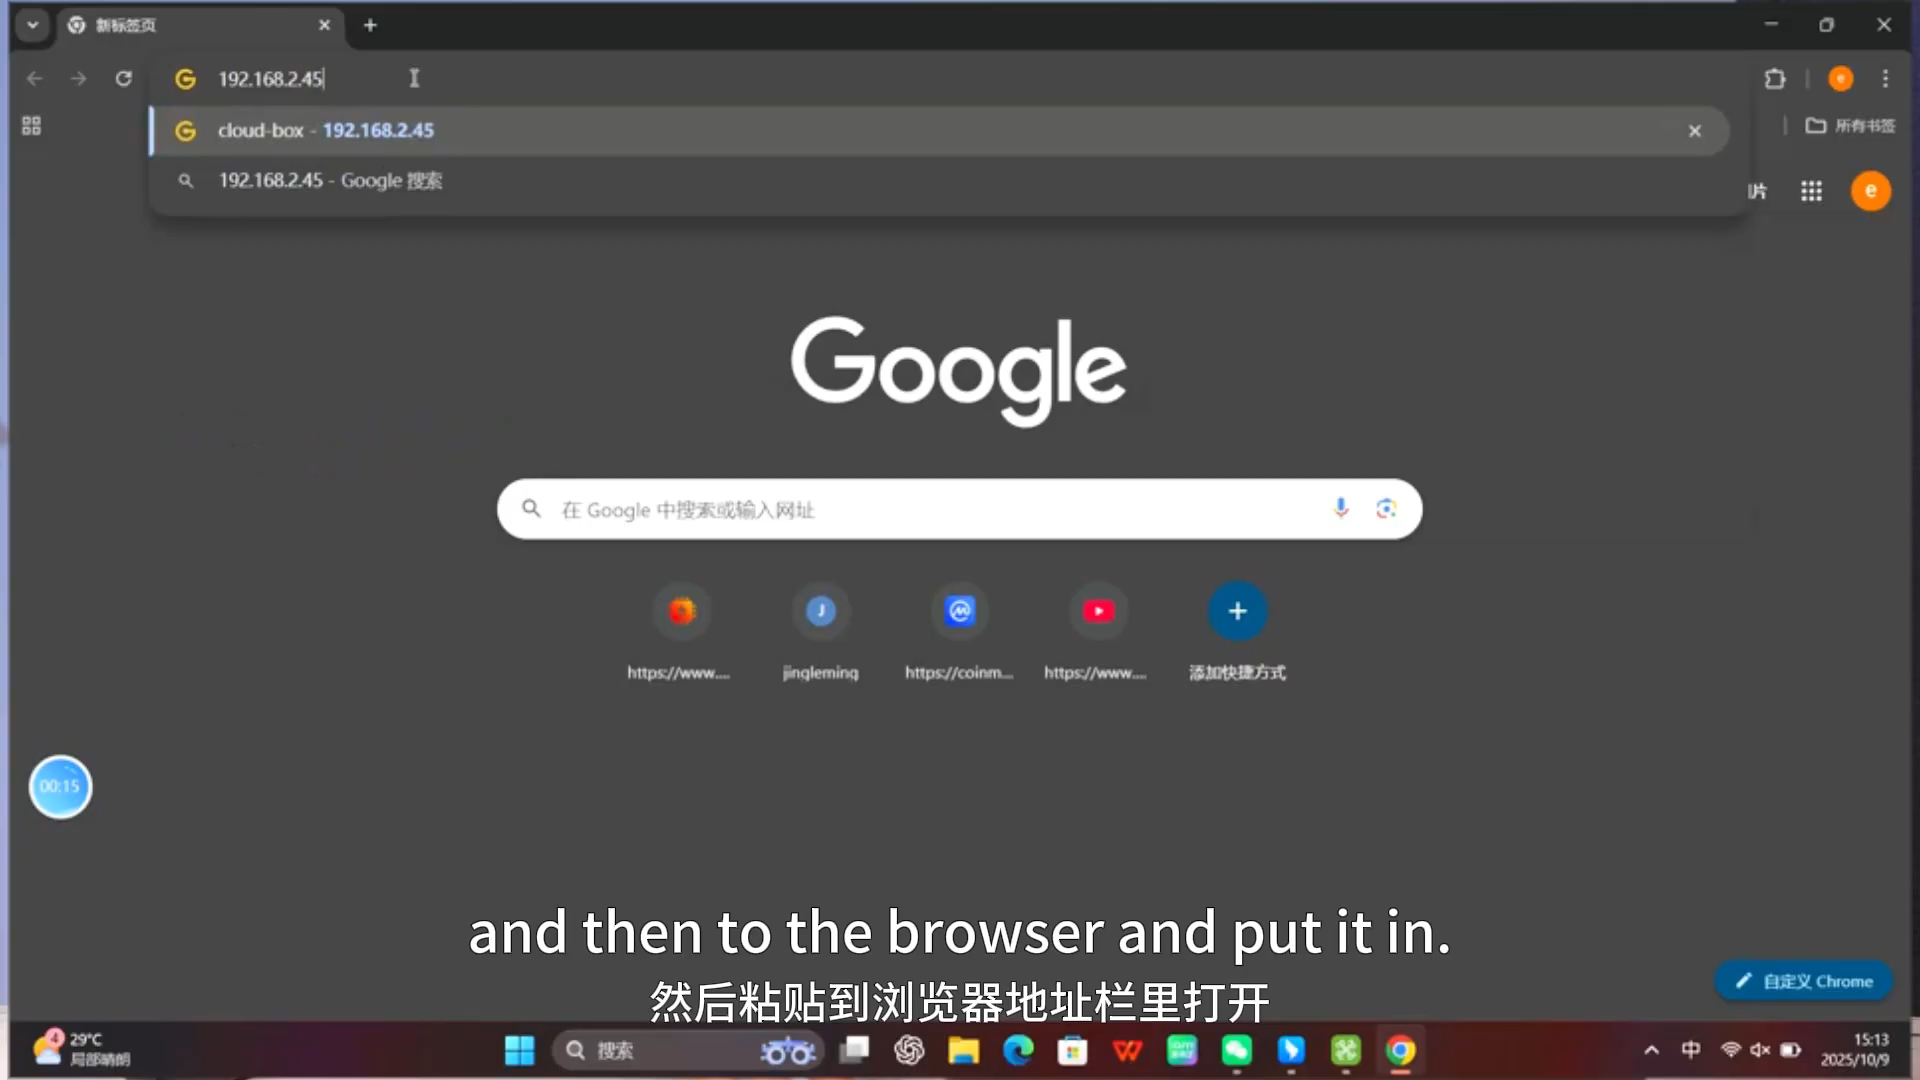 新标签页
192.168.2.45
cloud-box - 192.168.2.45
所有书签
192.168.2.45 - Google 搜索
片
e
e
Google
在 Google 中搜索或输入网址
J
https://www....
jingleming
https://coinm...
https://www....
添加快捷方式
00:15
and then to the browser and put it in.
然后粘贴到浏览器地址栏里打开
自定义 Chrome
4
29°C
局部晴朗
搜索
中
15:13
2025/10/9